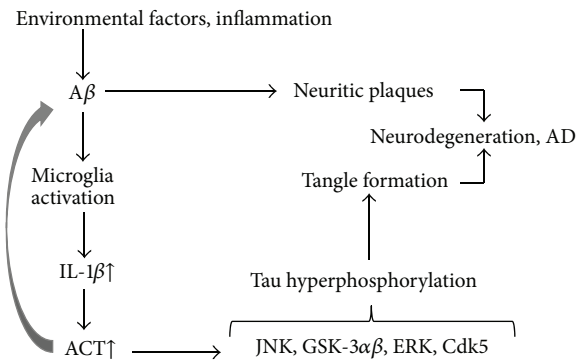 Environmental factors, inflammation
Aβ
Neuritic plaques
Neurodegeneration, AD
Microglia
activation
Tangle formation
IL-1β↑
Tau hyperphosphorylation
ACT↑
JNK, GSK-3αβ, ERK, Cdk5